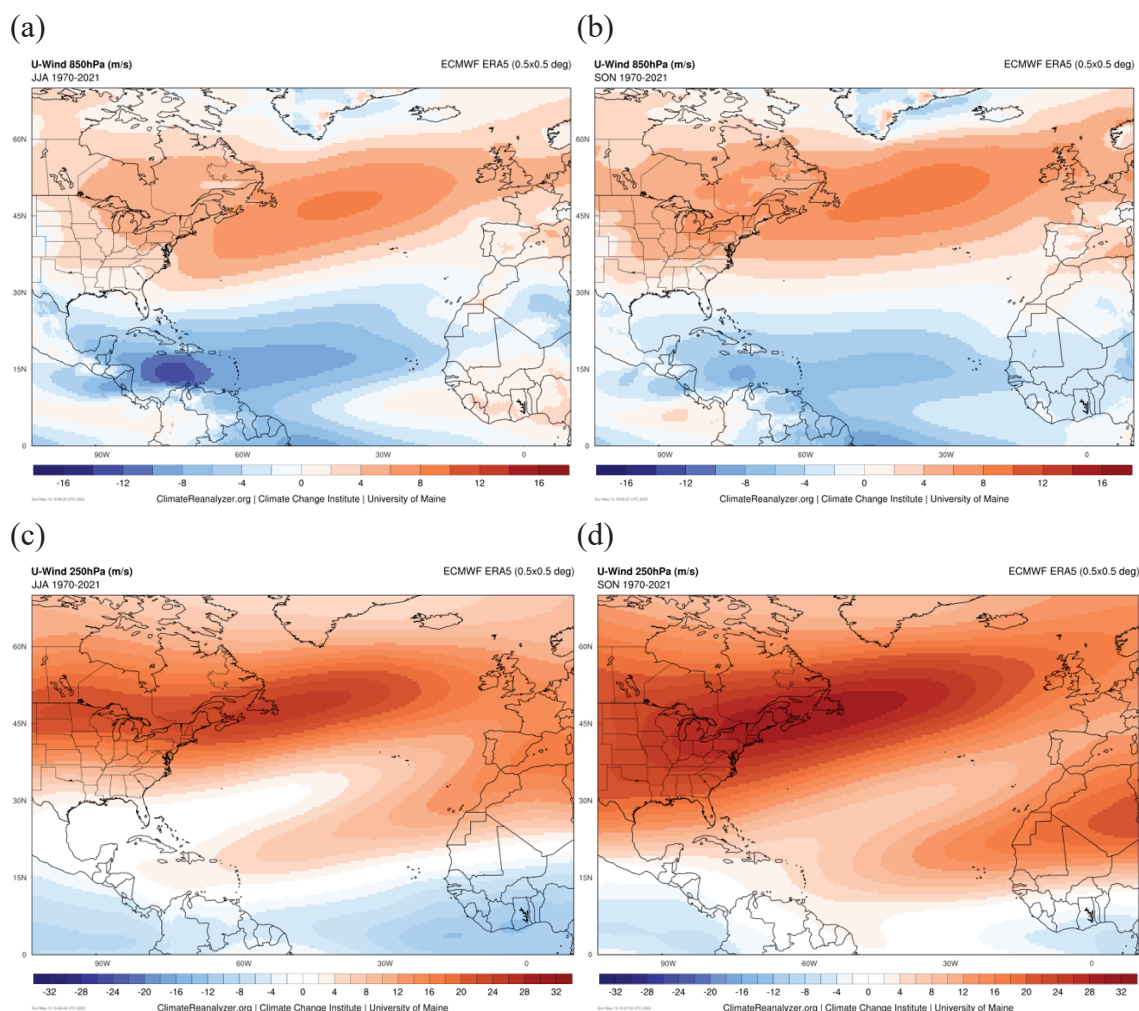 (a)
U-Wind 850hPa (m/s)
JJA 1970-2021
ECMWF ERA5 (0.5x0.5 deg)
60N
45N
30N
15N
0
90W 60W 30W 0
-16 -12 -8 -4 0 4 8 12 16
ClimateReanalyzer.org | Climate Change Institute | University of Maine
(b)
U-Wind 850hPa (m/s)
SON 1970-2021
ECMWF ERA5 (0.5x0.5 deg)
60N
45N
30N
15N
0
90W 60W 30W 0
-16 -12 -8 -4 0 4 8 12 16
ClimateReanalyzer.org | Climate Change Institute | University of Maine
(c)
U-Wind 250hPa (m/s)
JJA 1970-2021
ECMWF ERA5 (0.5x0.5 deg)
60N
45N
30N
15N
0
90W 60W 30W 0
-32 -28 -24 -20 -16 -12 -8 -4 0 4 8 12 16 20 24 28 32
ClimateReanalyzer.org | Climate Change Institute | University of Maine
(d)
U-Wind 250hPa (m/s)
SON 1970-2021
ECMWF ERA5 (0.5x0.5 deg)
60N
45N
30N
15N
0
90W 60W 30W 0
-32 -28 -24 -20 -16 -12 -8 -4 0 4 8 12 16 20 24 28 32
ClimateReanalyzer.org | Climate Change Institute | University of Maine